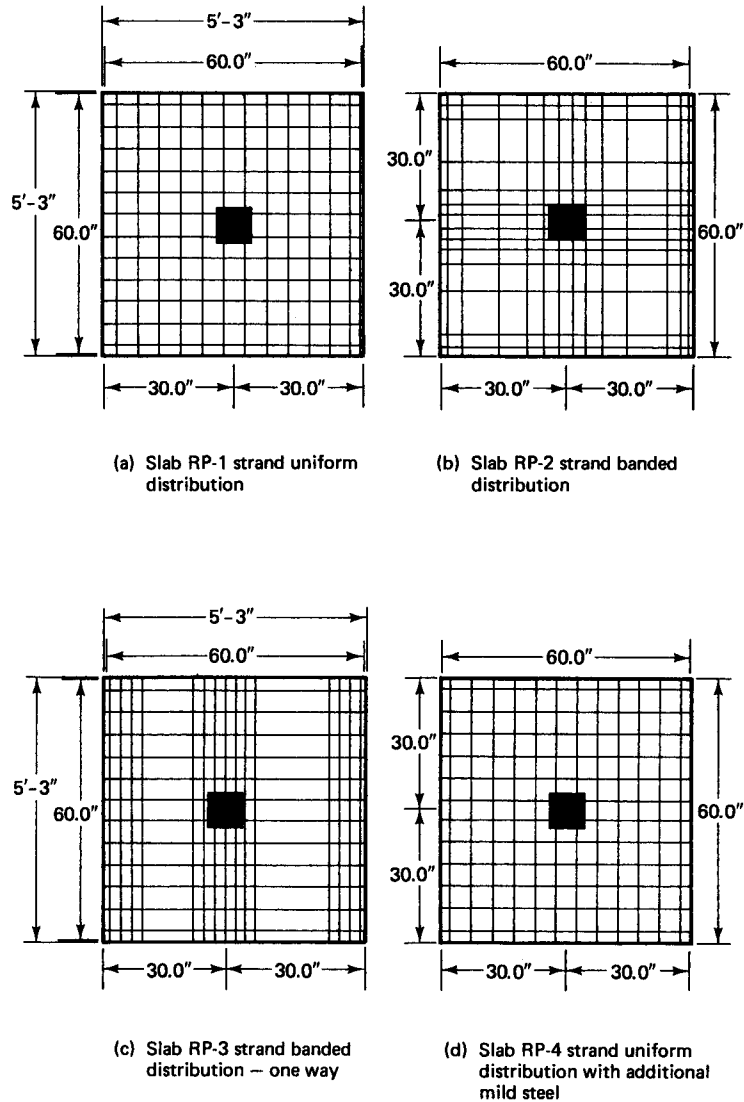 5'–3"
60.0"
60.0"
5'–3"
60.0"
30.0"
30.0"
60.0"
30.0"
30.0"
30.0"
30.0"
(a) Slab RP-1 strand uniform
distribution
(b) Slab RP-2 strand banded
distribution
5'–3"
60.0"
60.0"
5'–3"
60.0"
30.0"
30.0"
60.0"
30.0"
30.0"
30.0"
30.0"
(c) Slab RP-3 strand banded
distribution – one way
(d) Slab RP-4 strand uniform
distribution with additional
mild steel